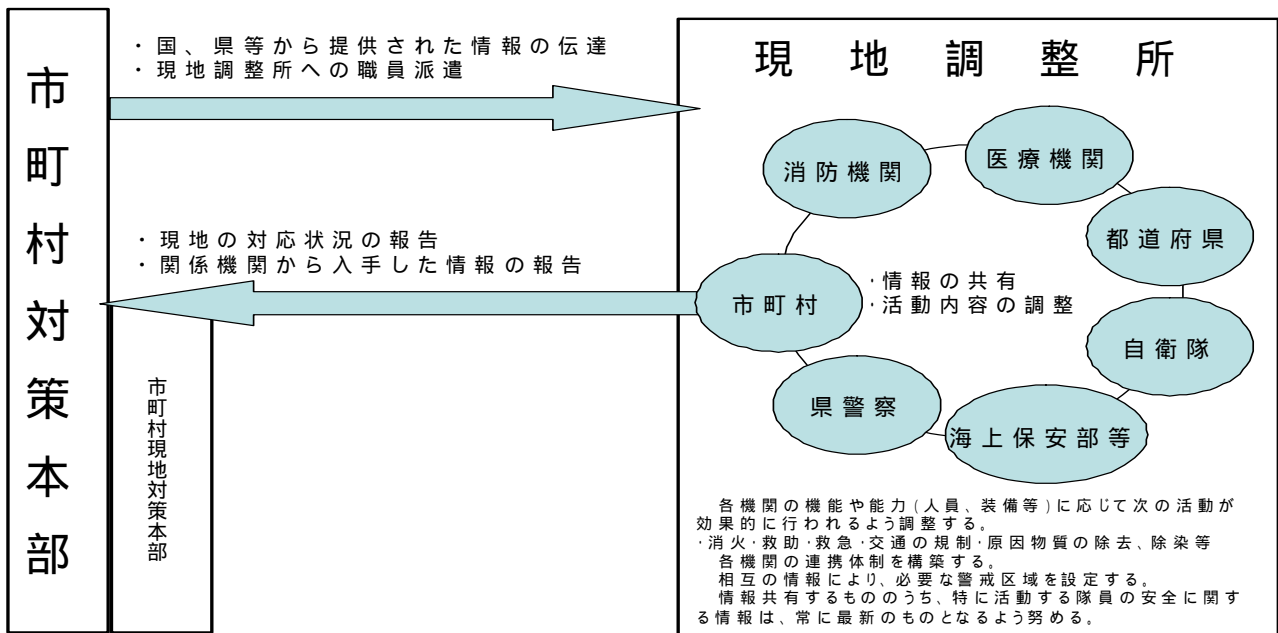 市町村対策本部
・国、県等から提供された情報の伝達
・現地調整所への職員派遣
・現地の対応状況の報告
・関係機関から入手した情報の報告
市町村現地対策本部
現地調整所
消防機関
医療機関
都道府県
自衛隊
海上保安部等
県警察
市町村
・情報の共有
・活動内容の調整
各機関の機能や能力(人員、装備等)に応じて次の活動が
効果的に行われるよう調整する。
・消火・救助・救急・交通の規制・原因物質の除去、除染等
各機関の連携体制を構築する。
相互の情報により、必要な警戒区域を設定する。
情報共有するもののうち、特に活動する隊員の安全に関す
る情報は、常に最新のものとなるよう努める。